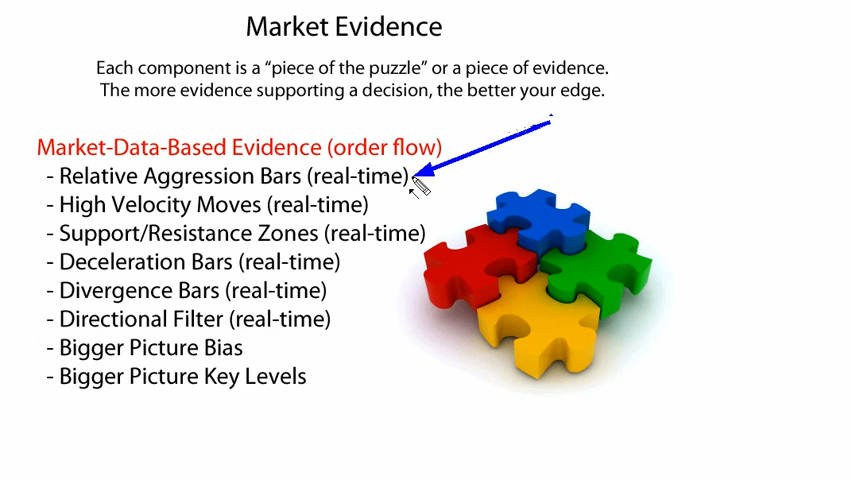 Market Evidence
Each component is a “piece of the puzzle” or a piece of evidence.
The more evidence supporting a decision, the better your edge.
Market-Data-Based Evidence (order flow)
- Relative Aggression Bars (real-time)
- High Velocity Moves (real-time)
- Support/Resistance Zones (real-time)
- Deceleration Bars (real-time)
- Divergence Bars (real-time)
- Directional Filter (real-time)
- Bigger Picture Bias
- Bigger Picture Key Levels